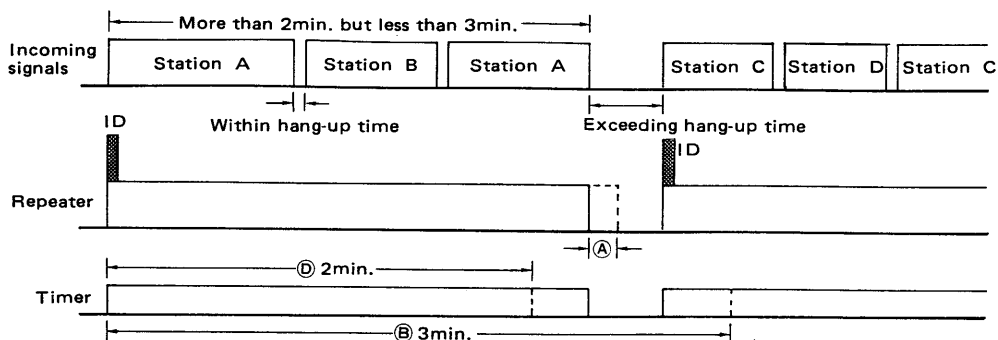 More than 2min. but less than 3min.
Incoming signals
Station A
Station B
Station A
Station C
Station D
Station C
Within hang-up time
Exceeding hang-up time
ID
ID
Repeater
Ⓐ
Ⓓ 2min.
Timer
Ⓑ 3min.